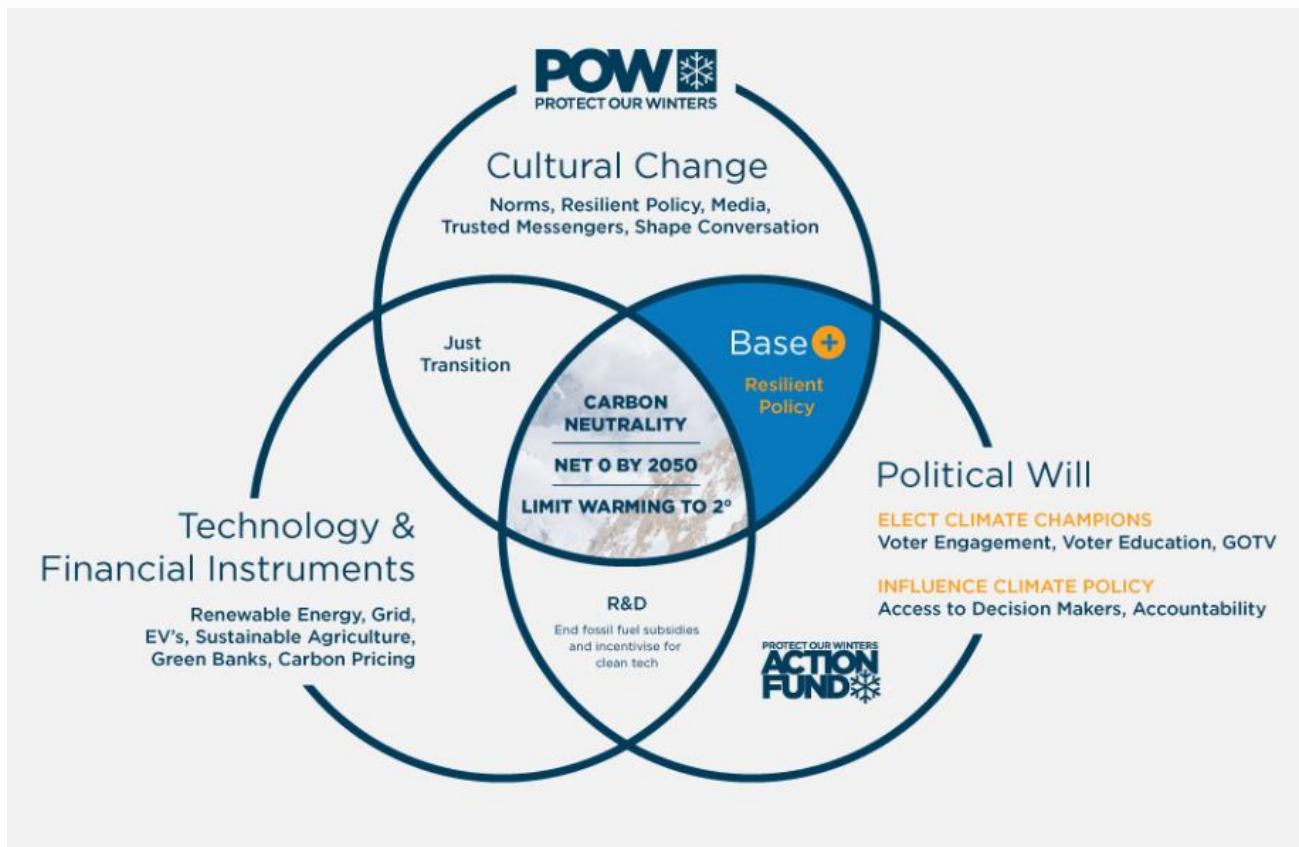 POW
PROTECT OUR WINTERS
Cultural Change
Norms, Resilient Policy, Media,
Trusted Messengers, Shape Conversation
Just
Transition
Base +
Resilient
Policy
CARBON
NEUTRALITY
NET 0 BY 2050
LIMIT WARMING TO 2°
Technology &
Financial Instruments
Renewable Energy, Grid,
EV's, Sustainable Agriculture,
Green Banks, Carbon Pricing
Political Will
ELECT CLIMATE CHAMPIONS
Voter Engagement, Voter Education, GOTV
INFLUENCE CLIMATE POLICY
Access to Decision Makers, Accountability
R&D
End fossil fuel subsidies
and incentivise for
clean tech
PROTECT OUR WINTERS
ACTION
FUND